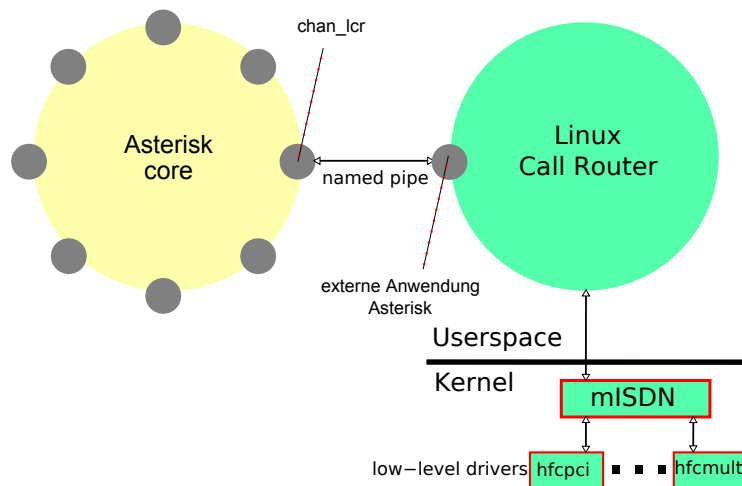 chan_lcr
Asterisk
core
Linux
Call Router
named pipe
externe Anwendung
Asterisk
Userspace
Kernel
mISDN
low−level drivers
hfcpci
hfcmult